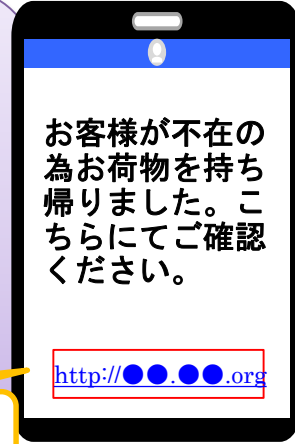 お客様が不在の
為お荷物を持ち
帰りました。こ
ちらにてご確認
ください。
http://●●.●●.org